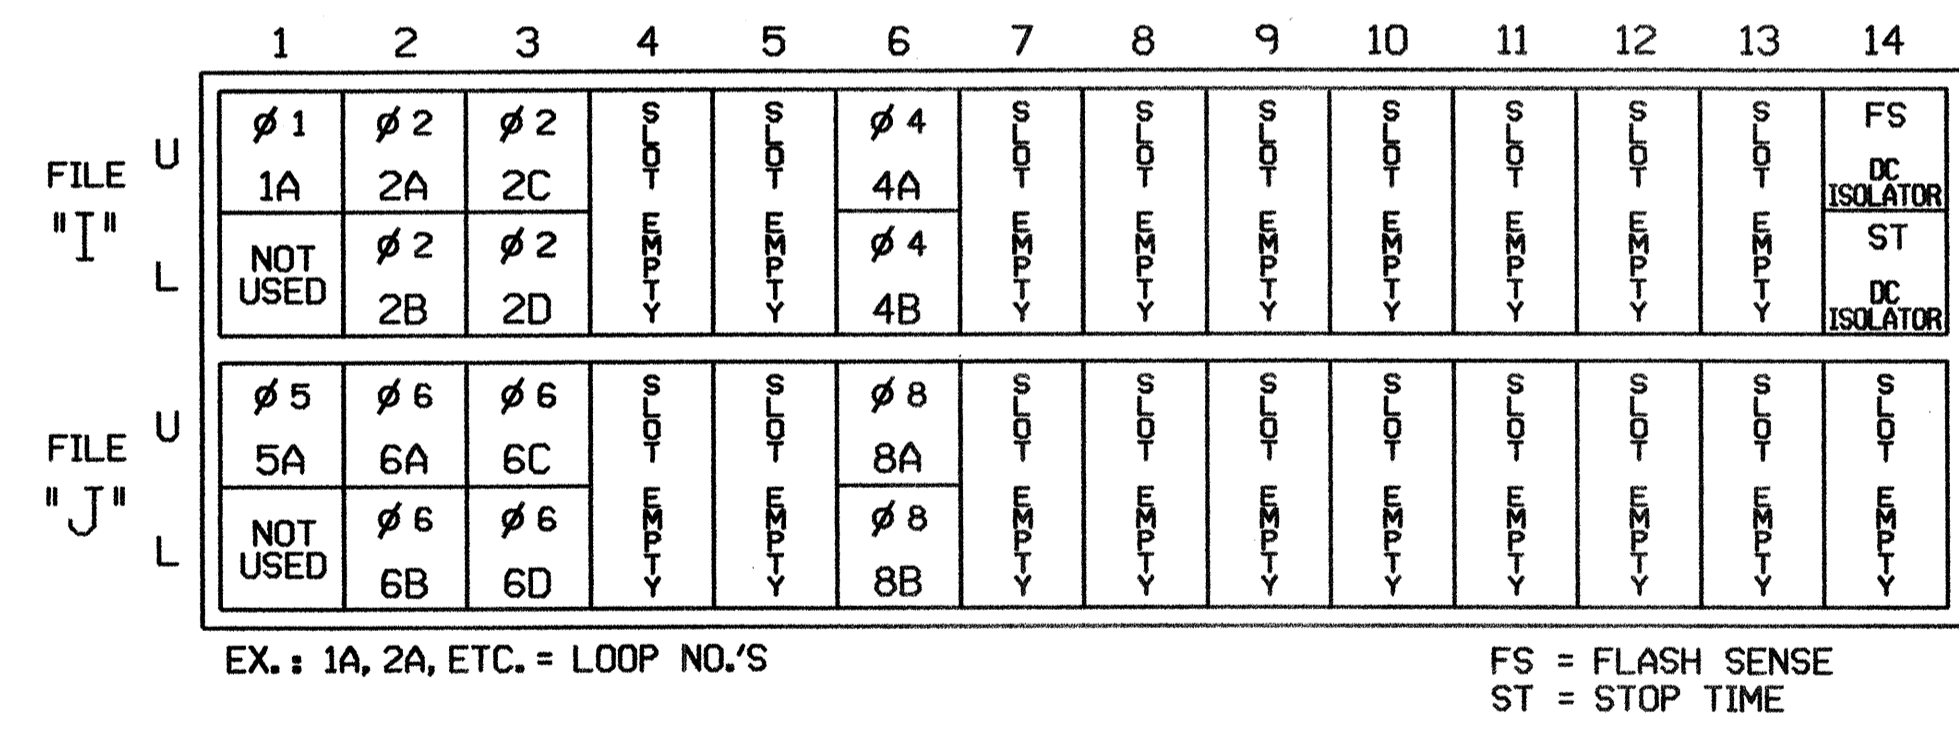 1 2 3 4 5 6 7 8 9 10 11 12 13 14
FILE "I"
U
Ø 1 Ø 2 Ø 2 SLOT EMPTY SLOT EMPTY Ø 4 SLOT EMPTY SLOT EMPTY SLOT EMPTY SLOT EMPTY SLOT EMPTY SLOT EMPTY SLOT EMPTY FS
1A 2A 2C 4A DC ISOLATOR
L
NOT USED Ø 2 Ø 2 Ø 4 ST
2B 2D 4B DC ISOLATOR
FILE "J"
U
Ø 5 Ø 6 Ø 6 SLOT EMPTY SLOT EMPTY Ø 8 SLOT EMPTY SLOT EMPTY SLOT EMPTY SLOT EMPTY SLOT EMPTY SLOT EMPTY SLOT EMPTY SLOT EMPTY
5A 6A 6C 8A
L
NOT USED Ø 6 Ø 6 Ø 8
6B 6D 8B
EX.: 1A, 2A, ETC. = LOOP NO.'S
FS = FLASH SENSE
ST = STOP TIME